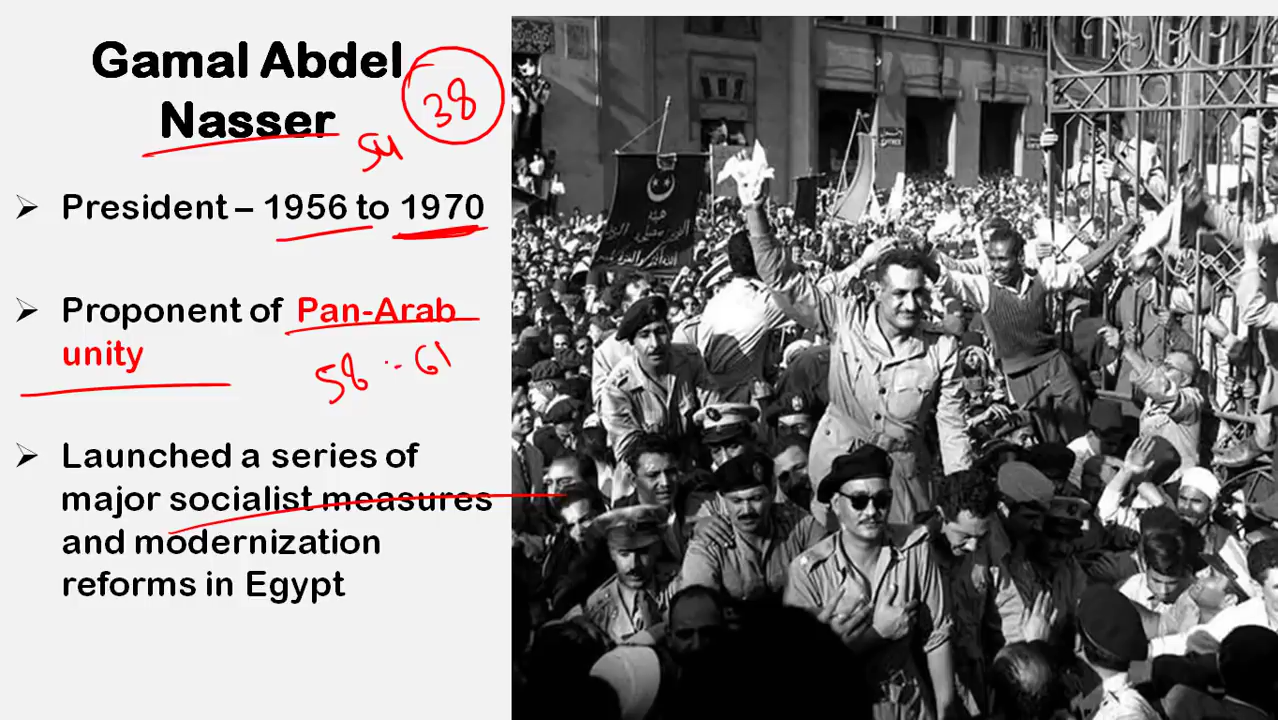 Gamal Abdel
Nasser
38
54
➢ President – 1956 to 1970
➢ Proponent of Pan-Arab
unity
58 - 61
➢ Launched a series of
major socialist measures
and modernization
reforms in Egypt